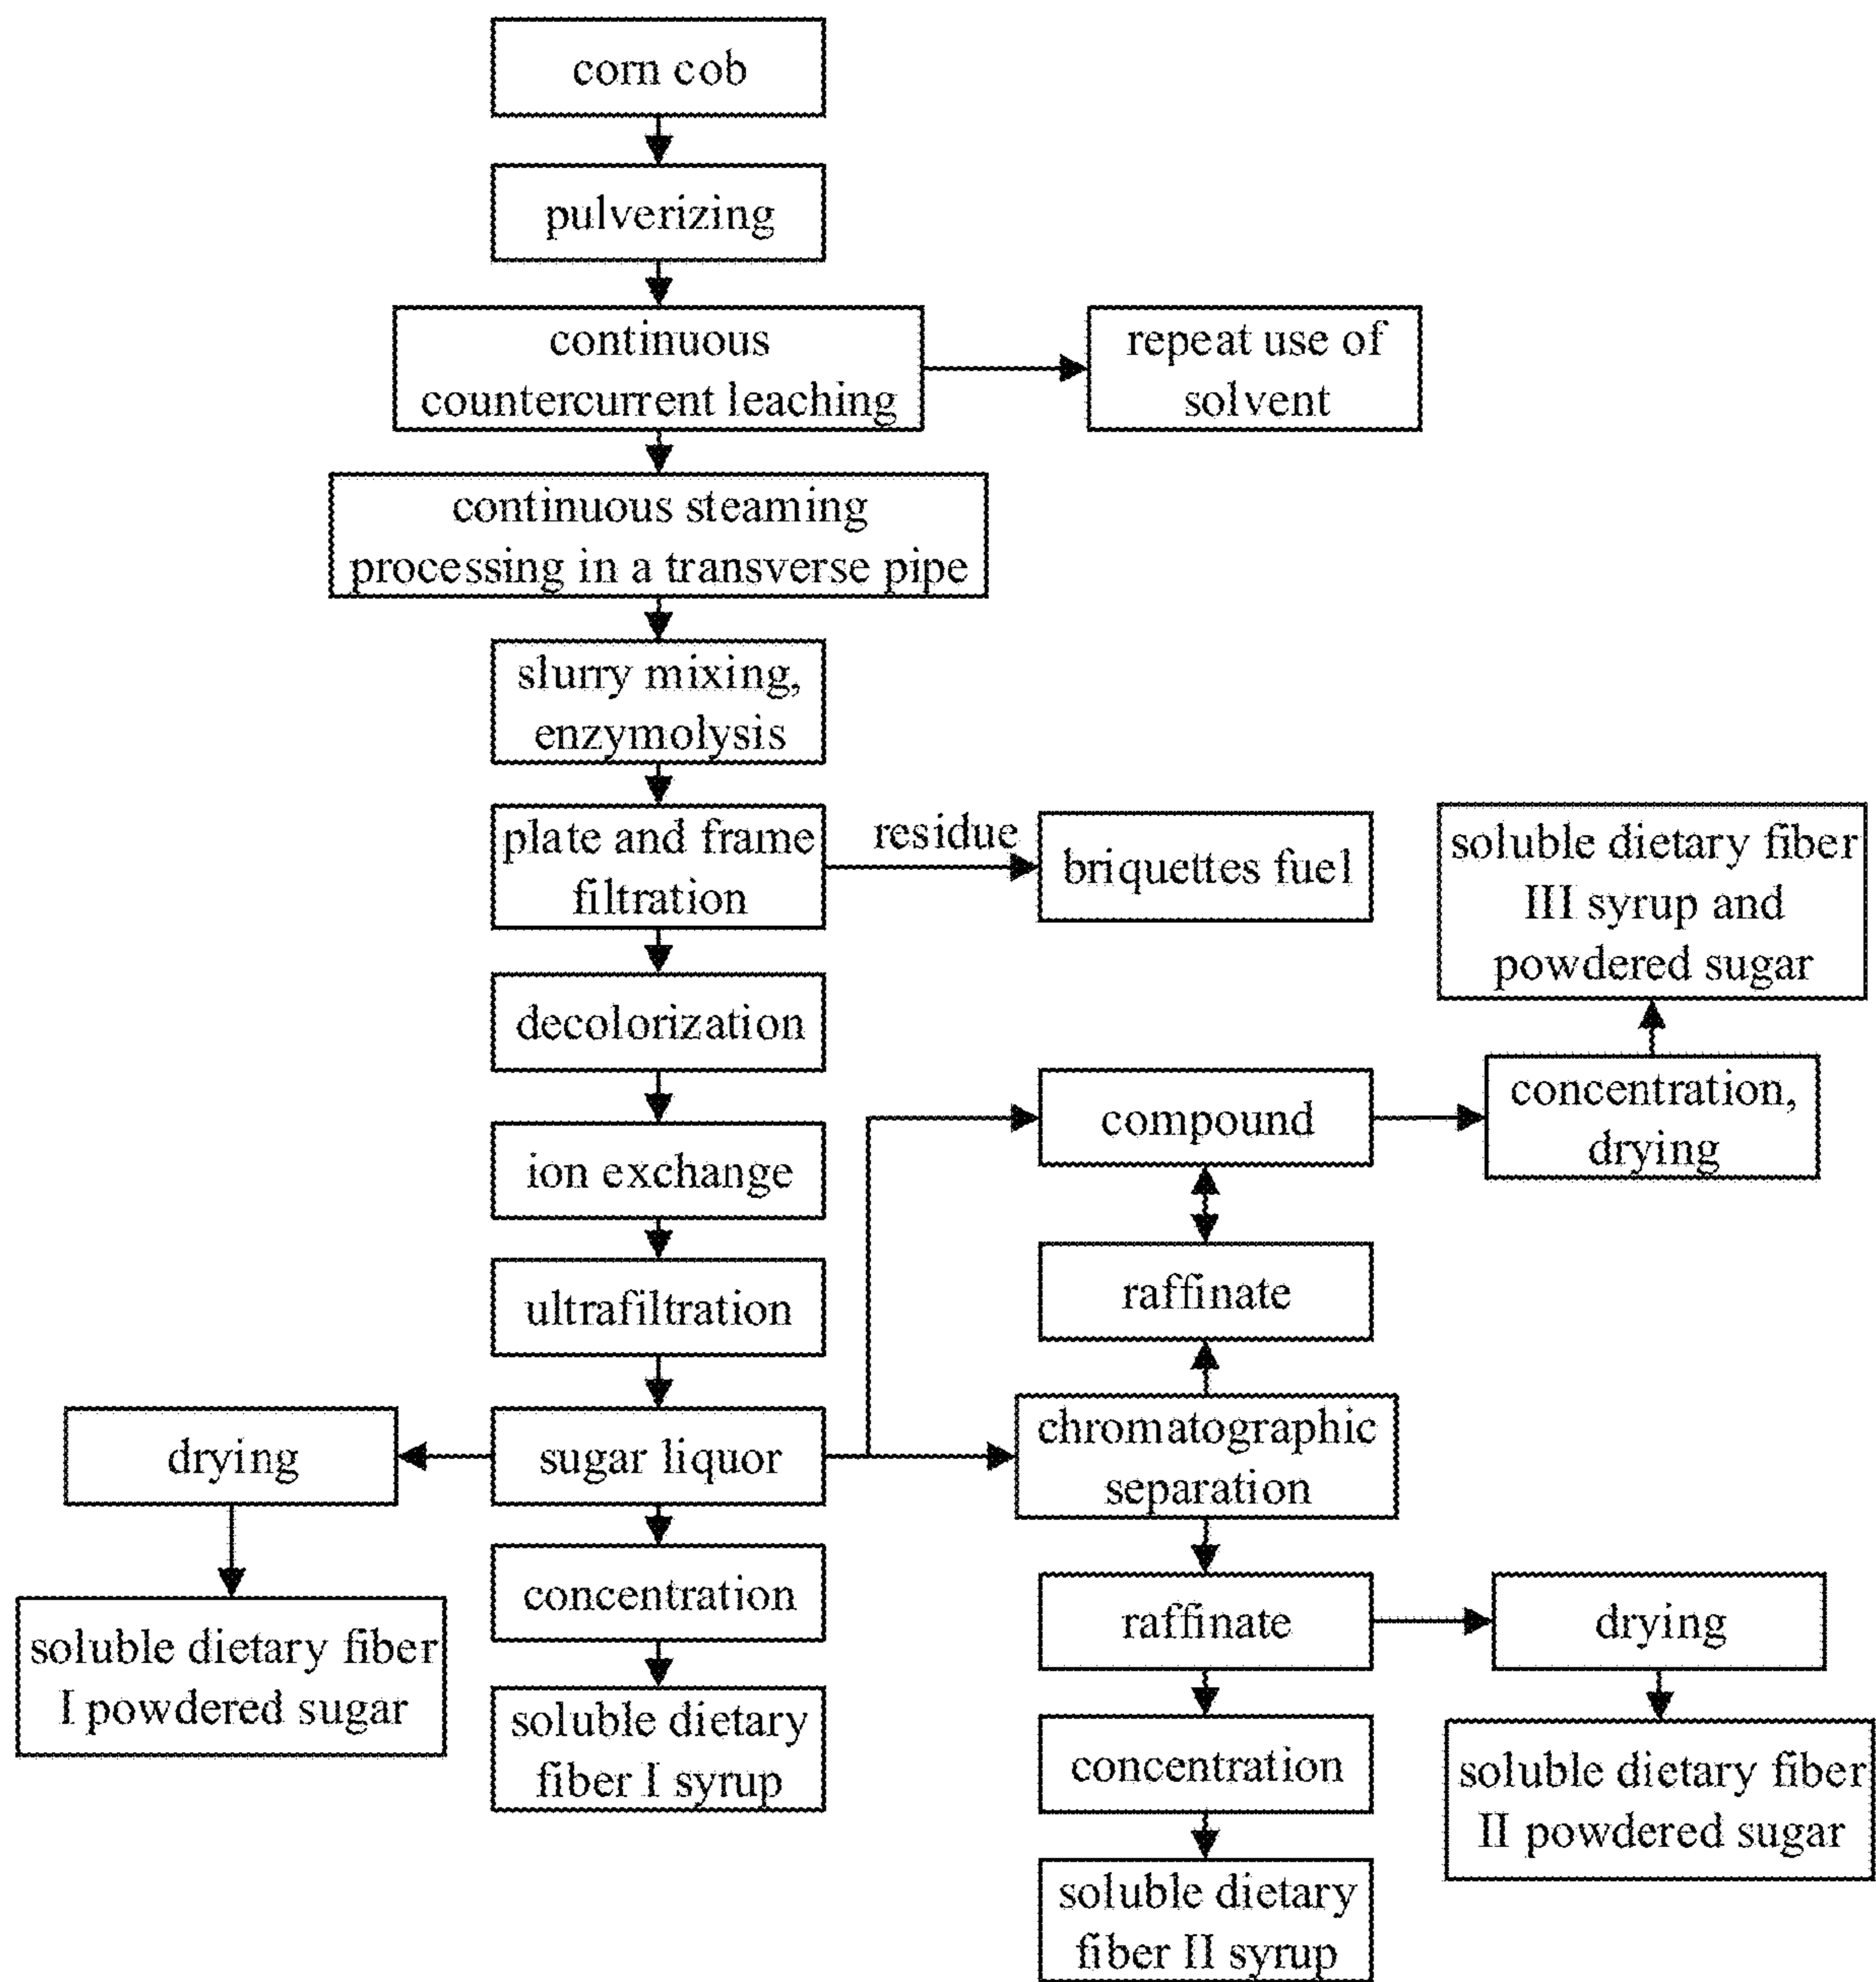 corn cob
pulverizing
continuous
countercurrent leaching
repeat use of
solvent
continuous steaming
processing in a transverse pipe
slurry mixing,
enzymolysis
plate and frame
filtration
residue
briquettes fuel
soluble dietary fiber
III syrup and
powdered sugar
decolorization
compound
concentration,
drying
ion exchange
raffinate
ultrafiltration
drying
sugar liquor
chromatographic
separation
concentration
raffinate
drying
soluble dietary fiber
I powdered sugar
soluble dietary
fiber I syrup
concentration
soluble dietary fiber
II powdered sugar
soluble dietary
fiber II syrup